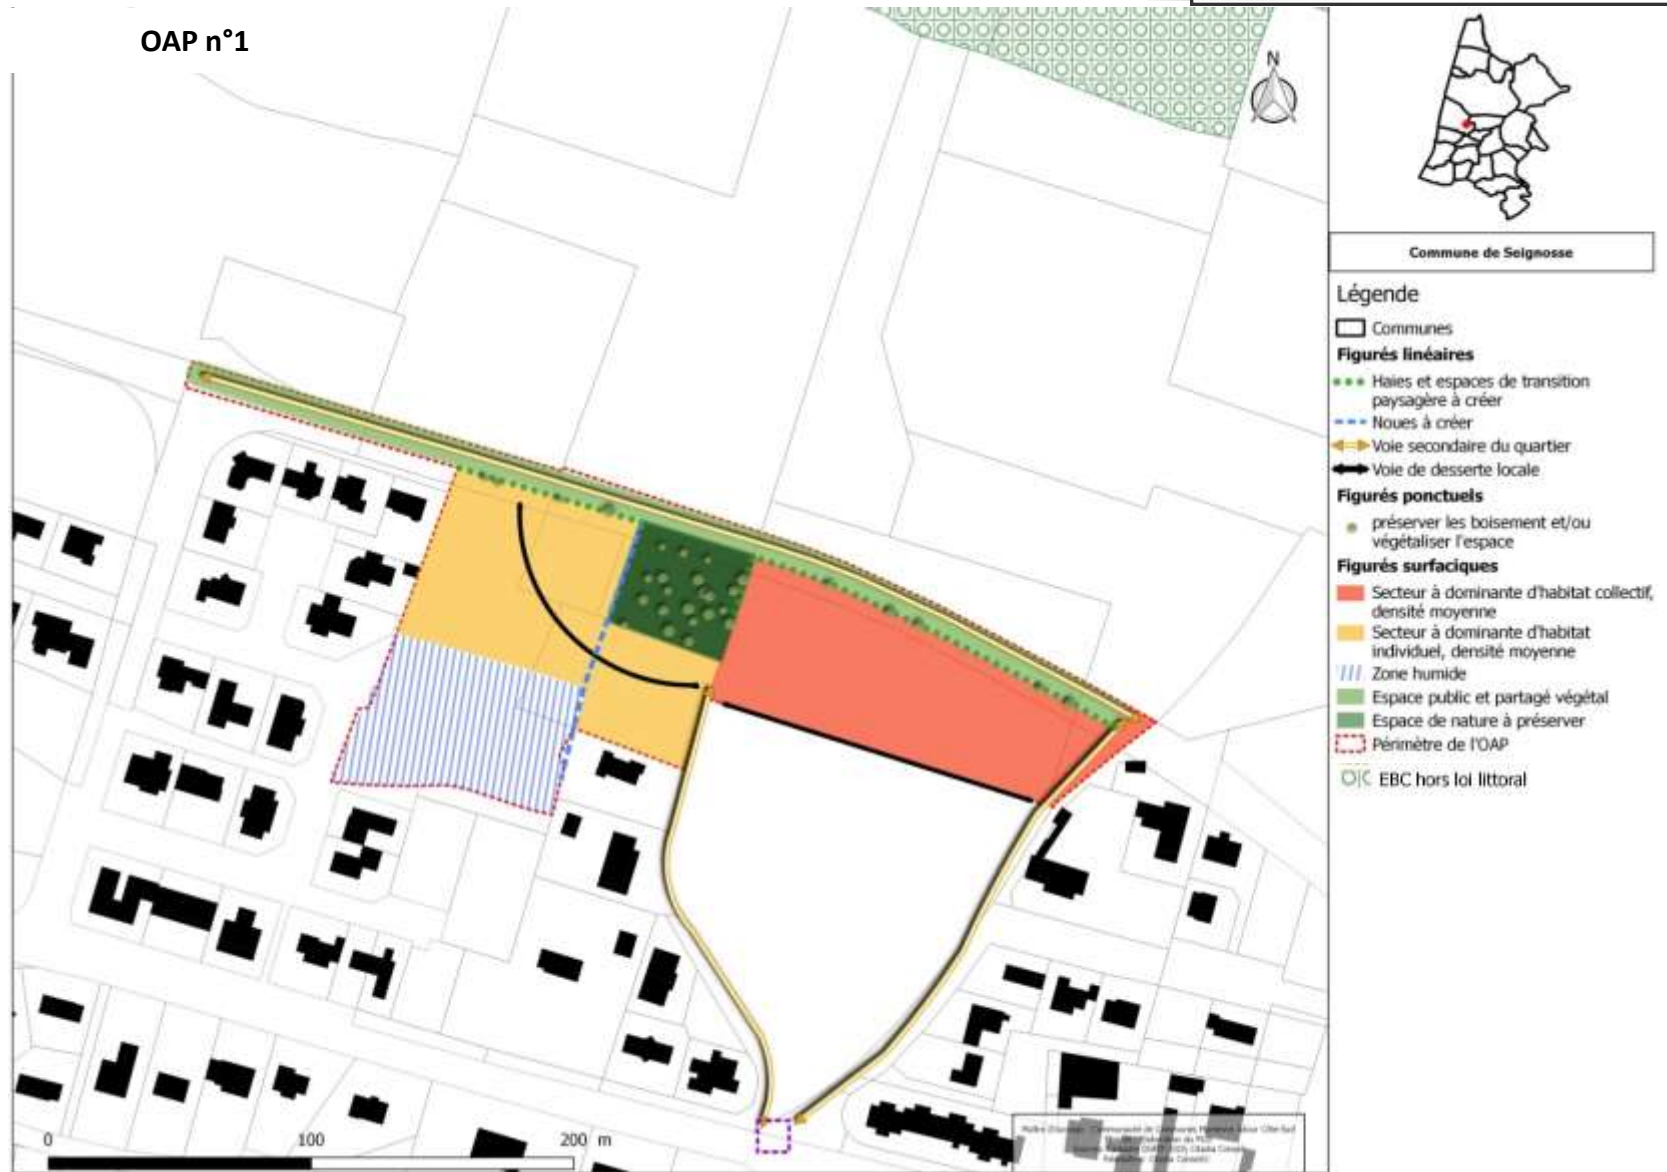 OAP n°1
N
Commune de Seignosse
Légende
Communes
Figurés linéaires
Haies et espaces de transition
paysagère à créer
Noues à créer
Voie secondaire du quartier
Voie de desserte locale
Figurés ponctuels
préserver les boisement et/ou
végétaliser l'espace
Figurés surfaciques
Secteur à dominante d'habitat collectif,
densité moyenne
Secteur à dominante d'habitat
individuel, densité moyenne
Zone humide
Espace public et partagé végétal
Espace de nature à préserver
Périmètre de l'OAP
EBC hors loi littoral
0 100 200 m